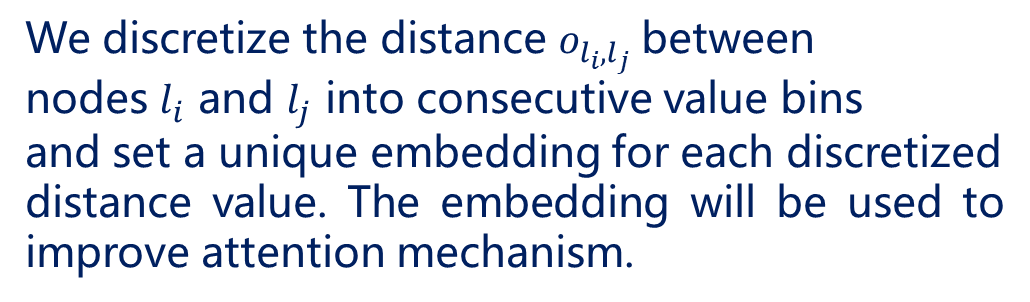 We discretize the distance $o_{l_i,l_j}$ between
nodes $l_i$ and $l_j$ into consecutive value bins
and set a unique embedding for each discretized
distance value. The embedding will be used to
improve attention mechanism.